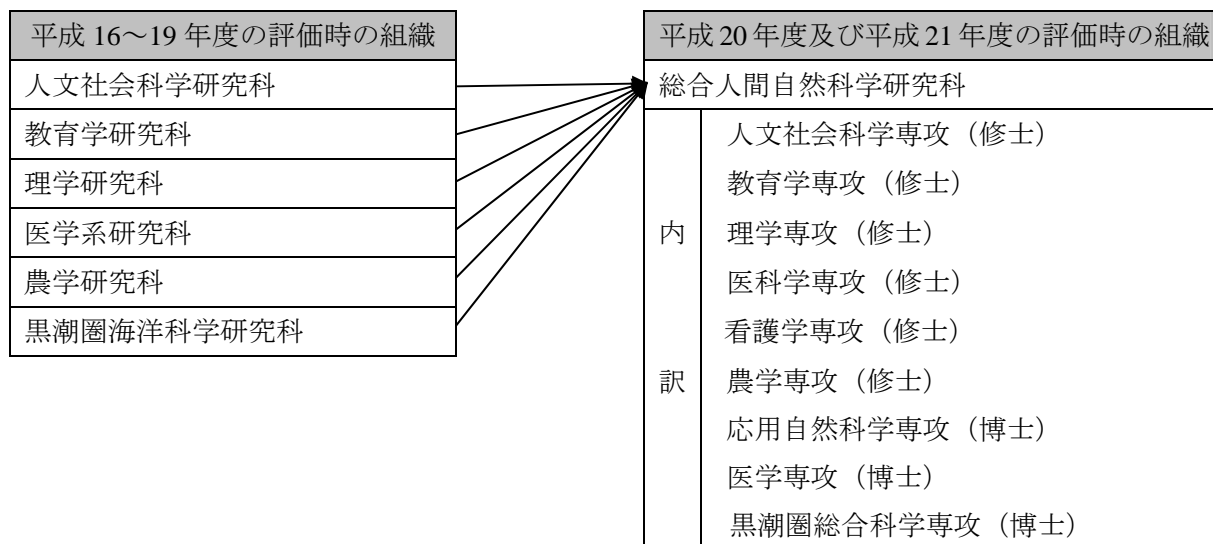 平成 16～19 年度の評価時の組織
人文社会科学研究科
教育学研究科
理学研究科
医学系研究科
農学研究科
黒潮圏海洋科学研究科
平成 20 年度及び平成 21 年度の評価時の組織
総合人間自然科学研究科
内訳
人文社会科学専攻（修士）
教育学専攻（修士）
理学専攻（修士）
医科学専攻（修士）
看護学専攻（修士）
農学専攻（修士）
応用自然科学専攻（博士）
医学専攻（博士）
黒潮圏総合科学専攻（博士）